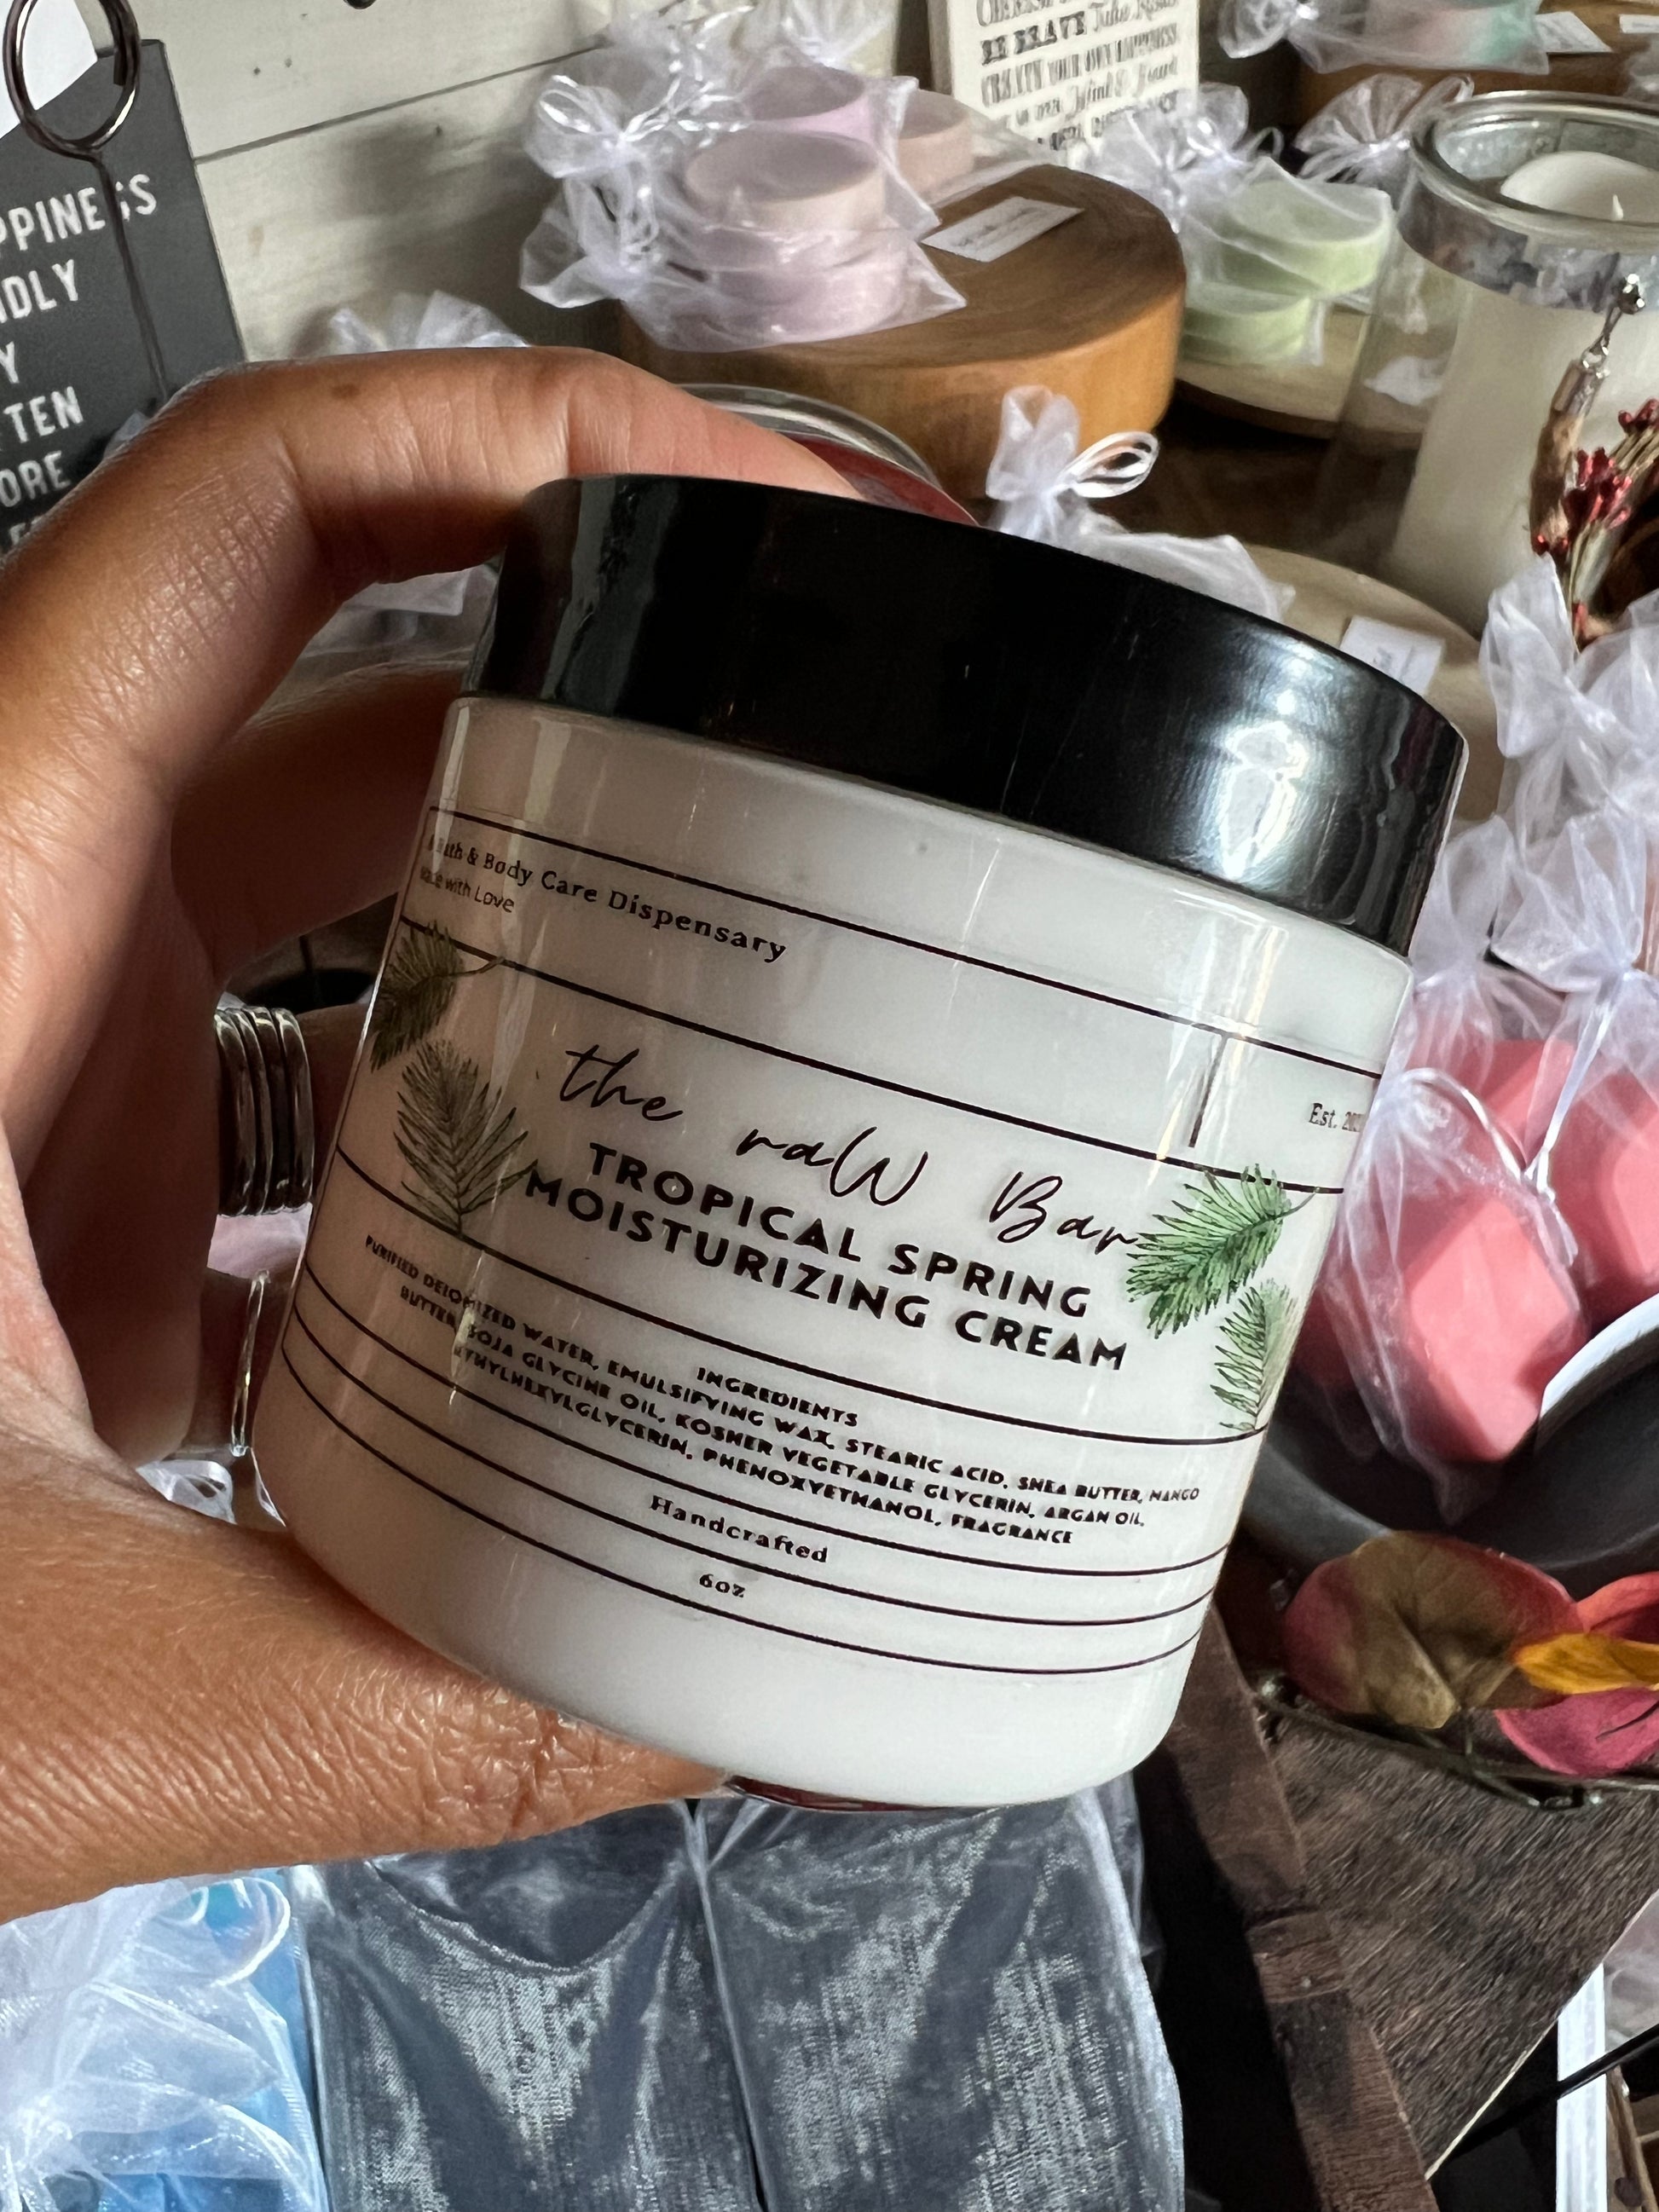 BE BRAVE Take Risks
CREATE YOUR OWN HAPPINESS
NDLY
Y
TEN
ORE
Bath & Body Care Dispensary
Made with Love
Est.
the raW Bar
TROPICAL SPRING
MOISTURIZING CREAM
INGREDIENTS
PURIFIED DEIONIZED WATER, EMULSIFYING WAX, STEARIC ACID, SHEA BUTTER, MANGO
BUTTER, SOJA GLYCINE OIL, KOSHER VEGETABLE GLYCERIN, ARGAN OIL,
ETHYLHEXYLGLYCERIN, PHENOXYETHANOL, FRAGRANCE
Handcrafted
6oz